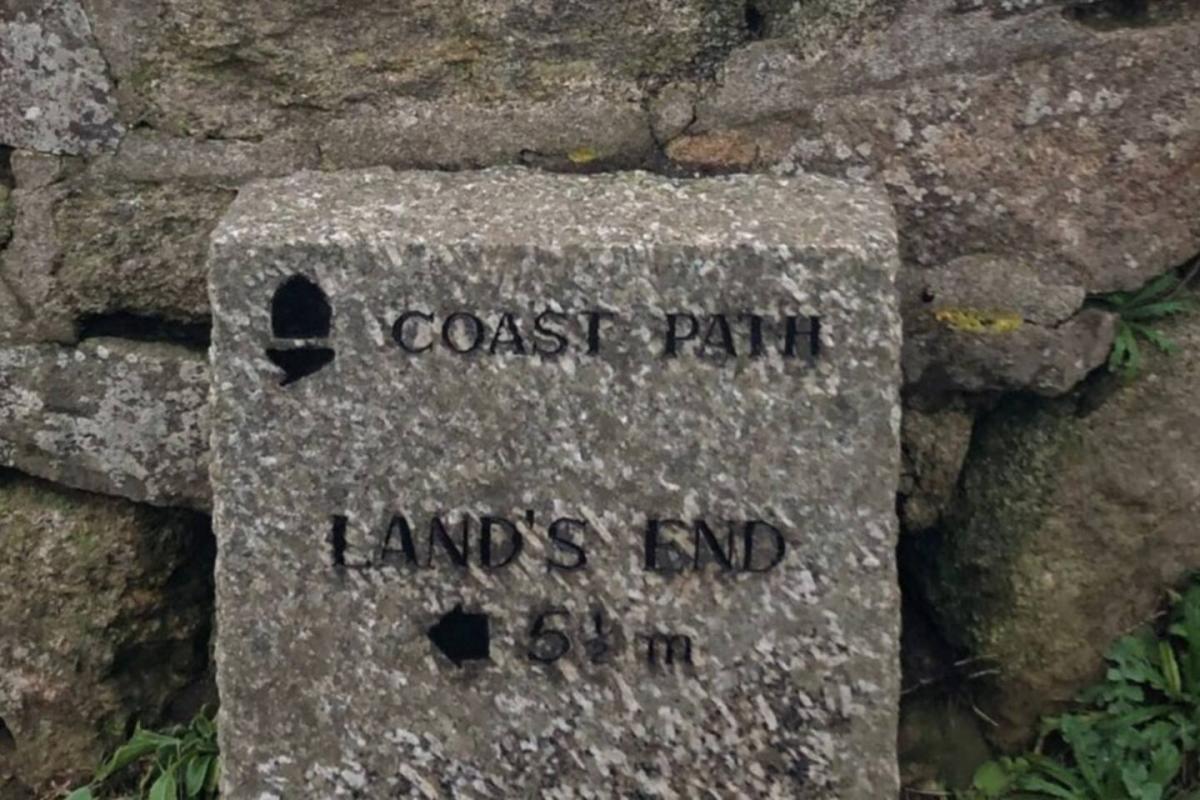 COAST PATH
LAND'S END
5½ m